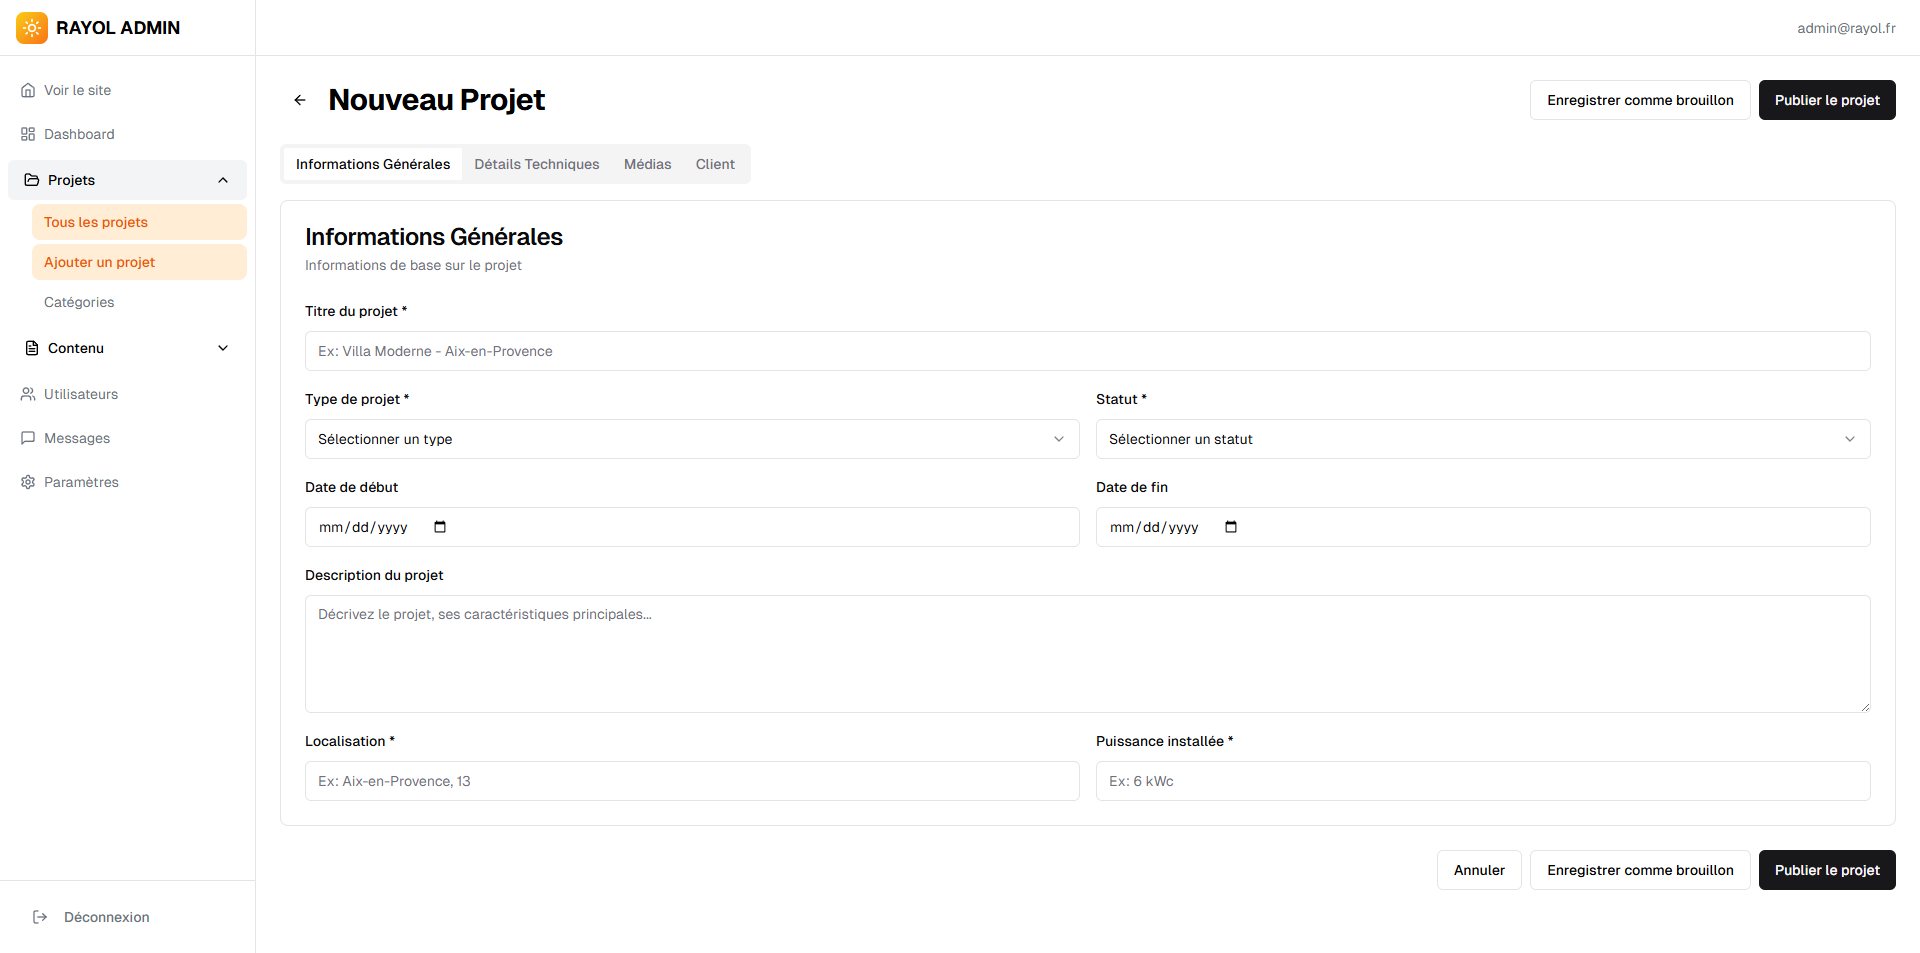 RAYOL ADMIN
admin@rayol.fr
Voir le site
Dashboard
Projets
Tous les projets
Ajouter un projet
Catégories
Contenu
Utilisateurs
Messages
Paramètres
Déconnexion
Nouveau Projet
Enregistrer comme brouillon
Publier le projet
Informations Générales
Détails Techniques
Médias
Client
Informations Générales
Informations de base sur le projet
Titre du projet *
Ex: Villa Moderne - Aix-en-Provence
Type de projet *
Statut *
Sélectionner un type
Sélectionner un statut
Date de début
Date de fin
mm/dd/yyyy
mm/dd/yyyy
Description du projet
Décrivez le projet, ses caractéristiques principales...
Localisation *
Puissance installée *
Ex: Aix-en-Provence, 13
Ex: 6 kWc
Annuler
Enregistrer comme brouillon
Publier le projet